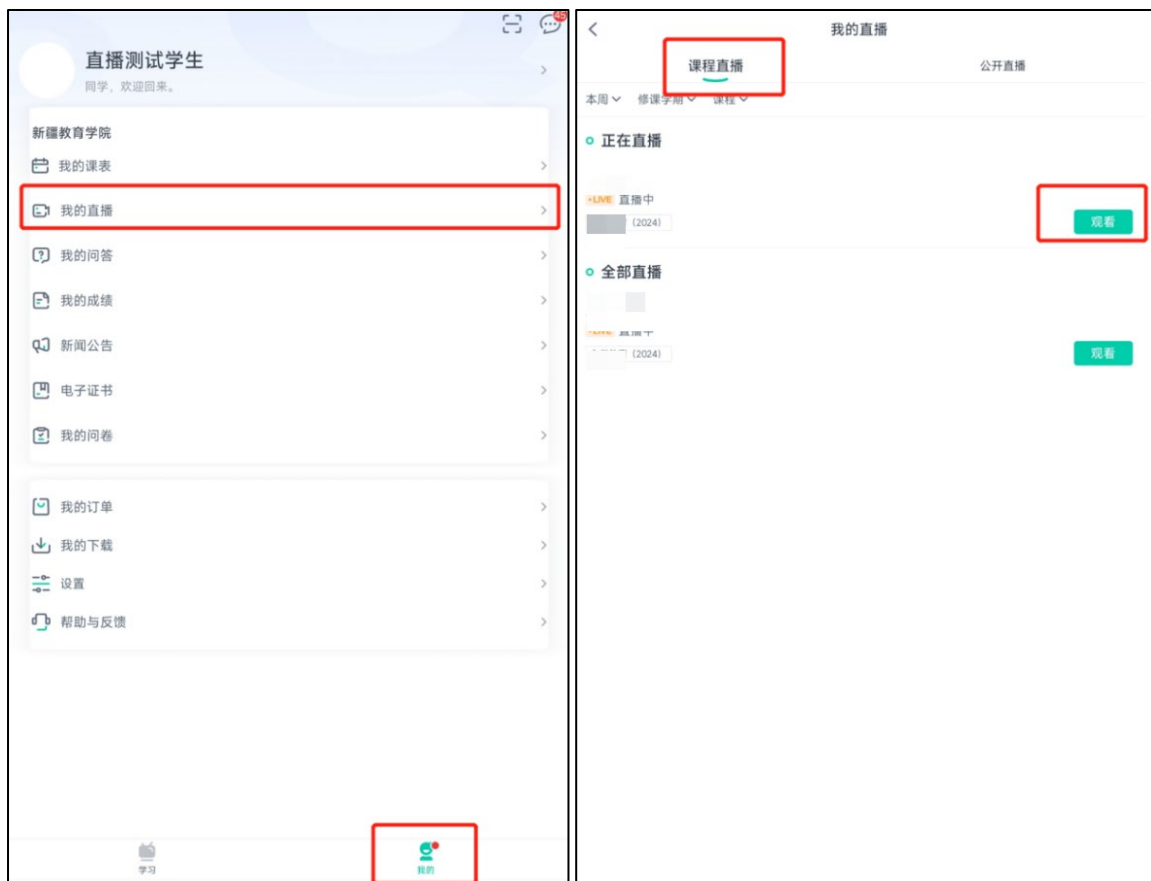 45
直播测试学生
同学，欢迎回来。
新疆教育学院
我的课表
我的直播
我的问答
我的成绩
新闻公告
电子证书
我的问卷
我的订单
我的下载
设置
帮助与反馈
学习
我的
我的直播
课程直播 公开直播
本周 修课学期 课程
正在直播
LIVE 直播中
(2024)
观看
全部直播
LIVE 直播中
(2024)
观看